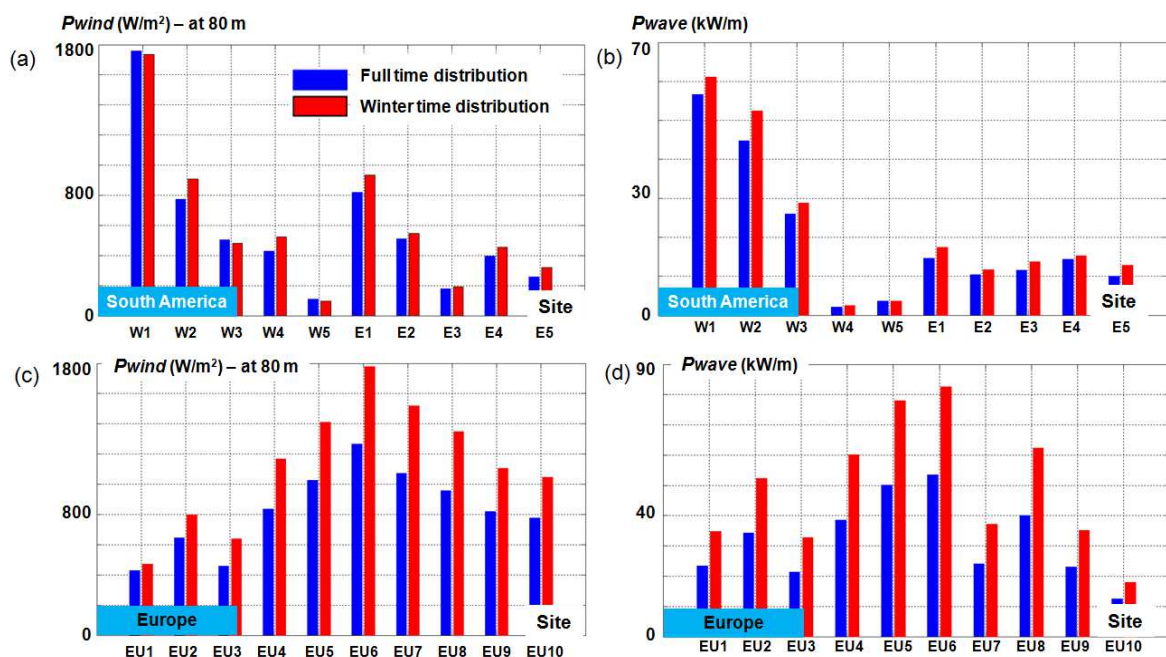 (a)
Pwind (W/m²) – at 80 m
1800
800
0
Full time distribution
Winter time distribution
South America
Site
W1 W2 W3 W4 W5 E1 E2 E3 E4 E5
(b)
Pwave (kW/m)
70
30
0
South America
Site
W1 W2 W3 W4 W5 E1 E2 E3 E4 E5
(c)
Pwind (W/m²) – at 80 m
1800
800
0
Europe
Site
EU1 EU2 EU3 EU4 EU5 EU6 EU7 EU8 EU9 EU10
(d)
Pwave (kW/m)
90
40
0
Europe
Site
EU1 EU2 EU3 EU4 EU5 EU6 EU7 EU8 EU9 EU10